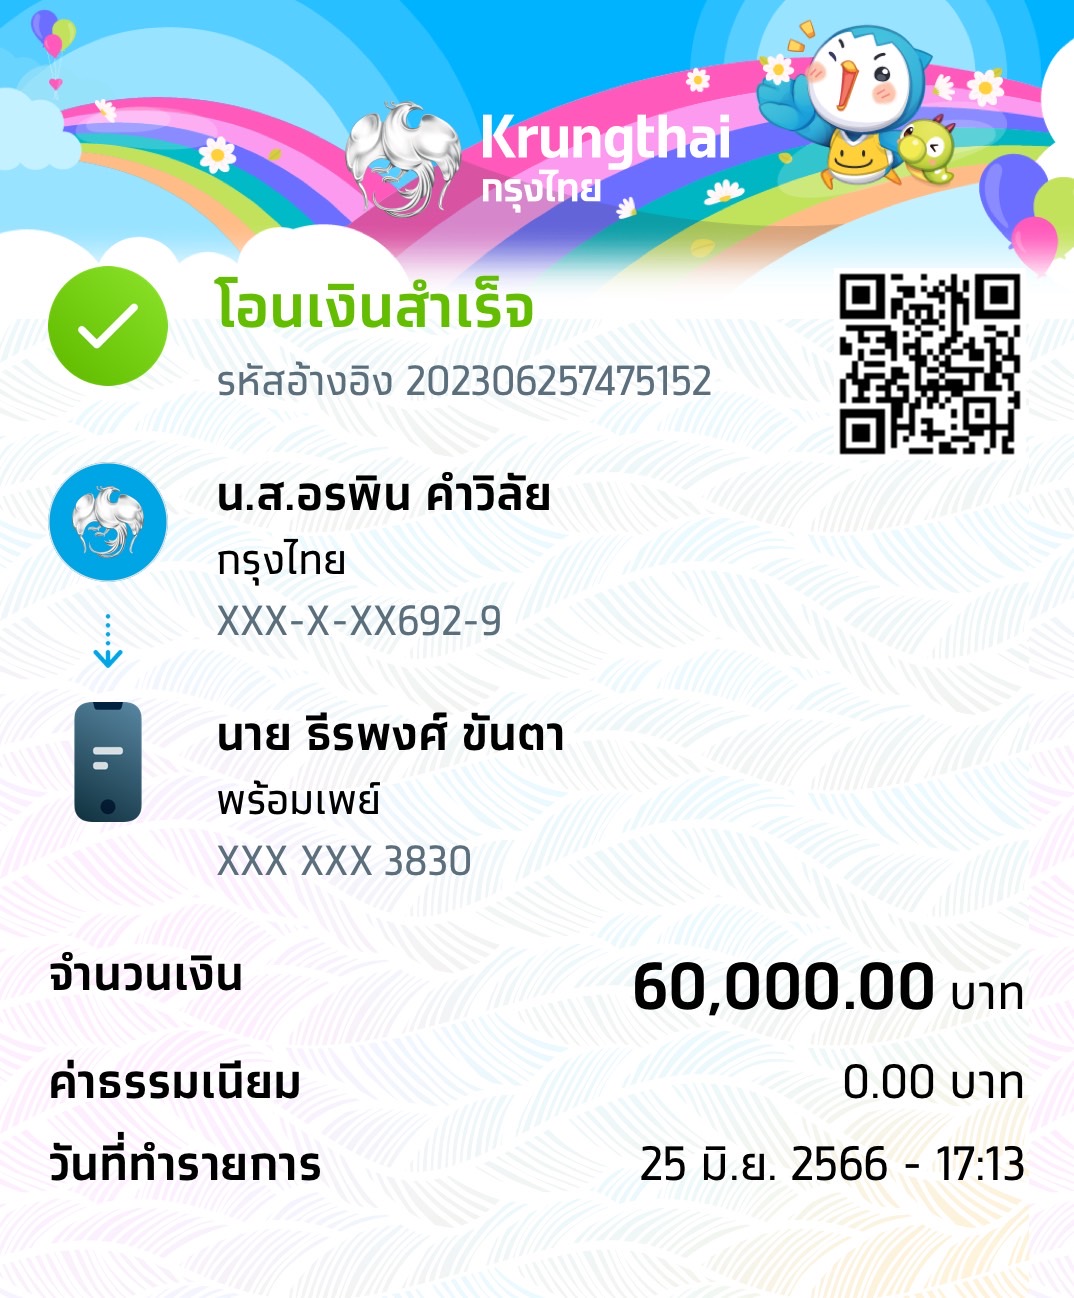 Krungthai
กรุงไทย
โอนเงินสำเร็จ
รหัสอ้างอิง 202306257475152
น.ส.อรพิน คำวิลัย
กรุงไทย
XXX-X-XX692-9
นาย ธีรพงศ์ ขันตา
พร้อมเพย์
XXX XXX 3830
จำนวนเงิน 60,000.00 บาท
ค่าธรรมเนียม 0.00 บาท
วันที่ทำรายการ 25 มิ.ย. 2566 - 17:13